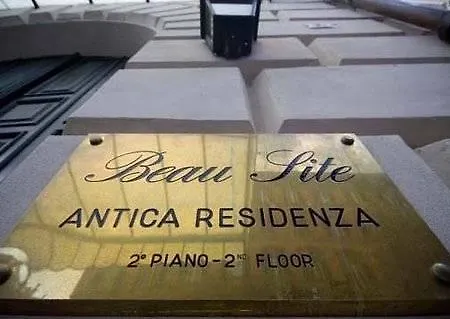 Beau Site
ANTICA RESIDENZA
2° PIANO - 2ND FLOOR